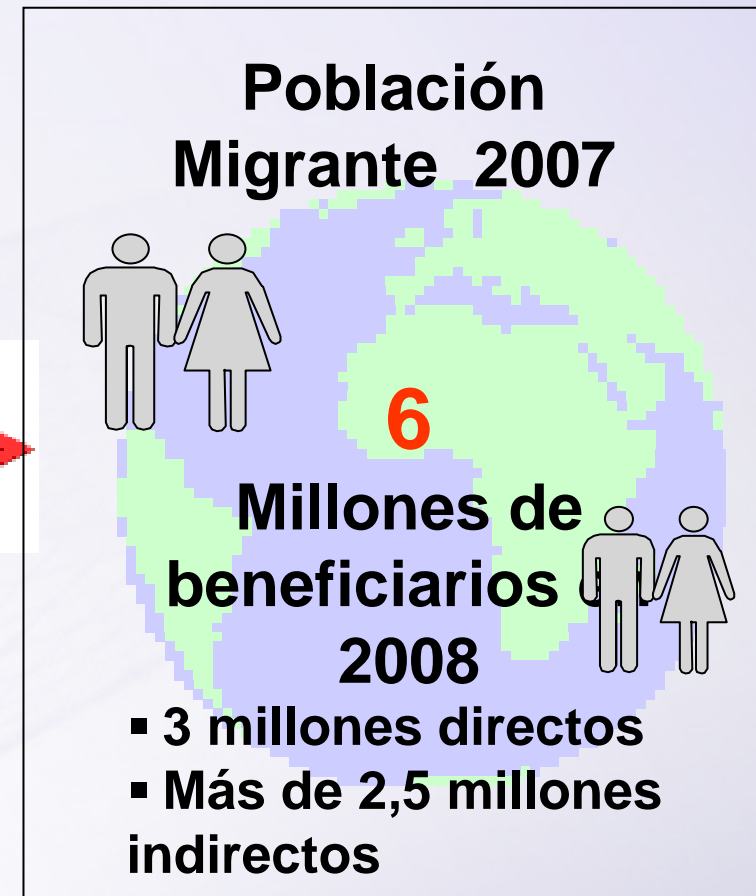 Población
Migrante 2007
6
Millones de
beneficiarios
2008
▪ 3 millones directos
▪ Más de 2,5 millones
indirectos